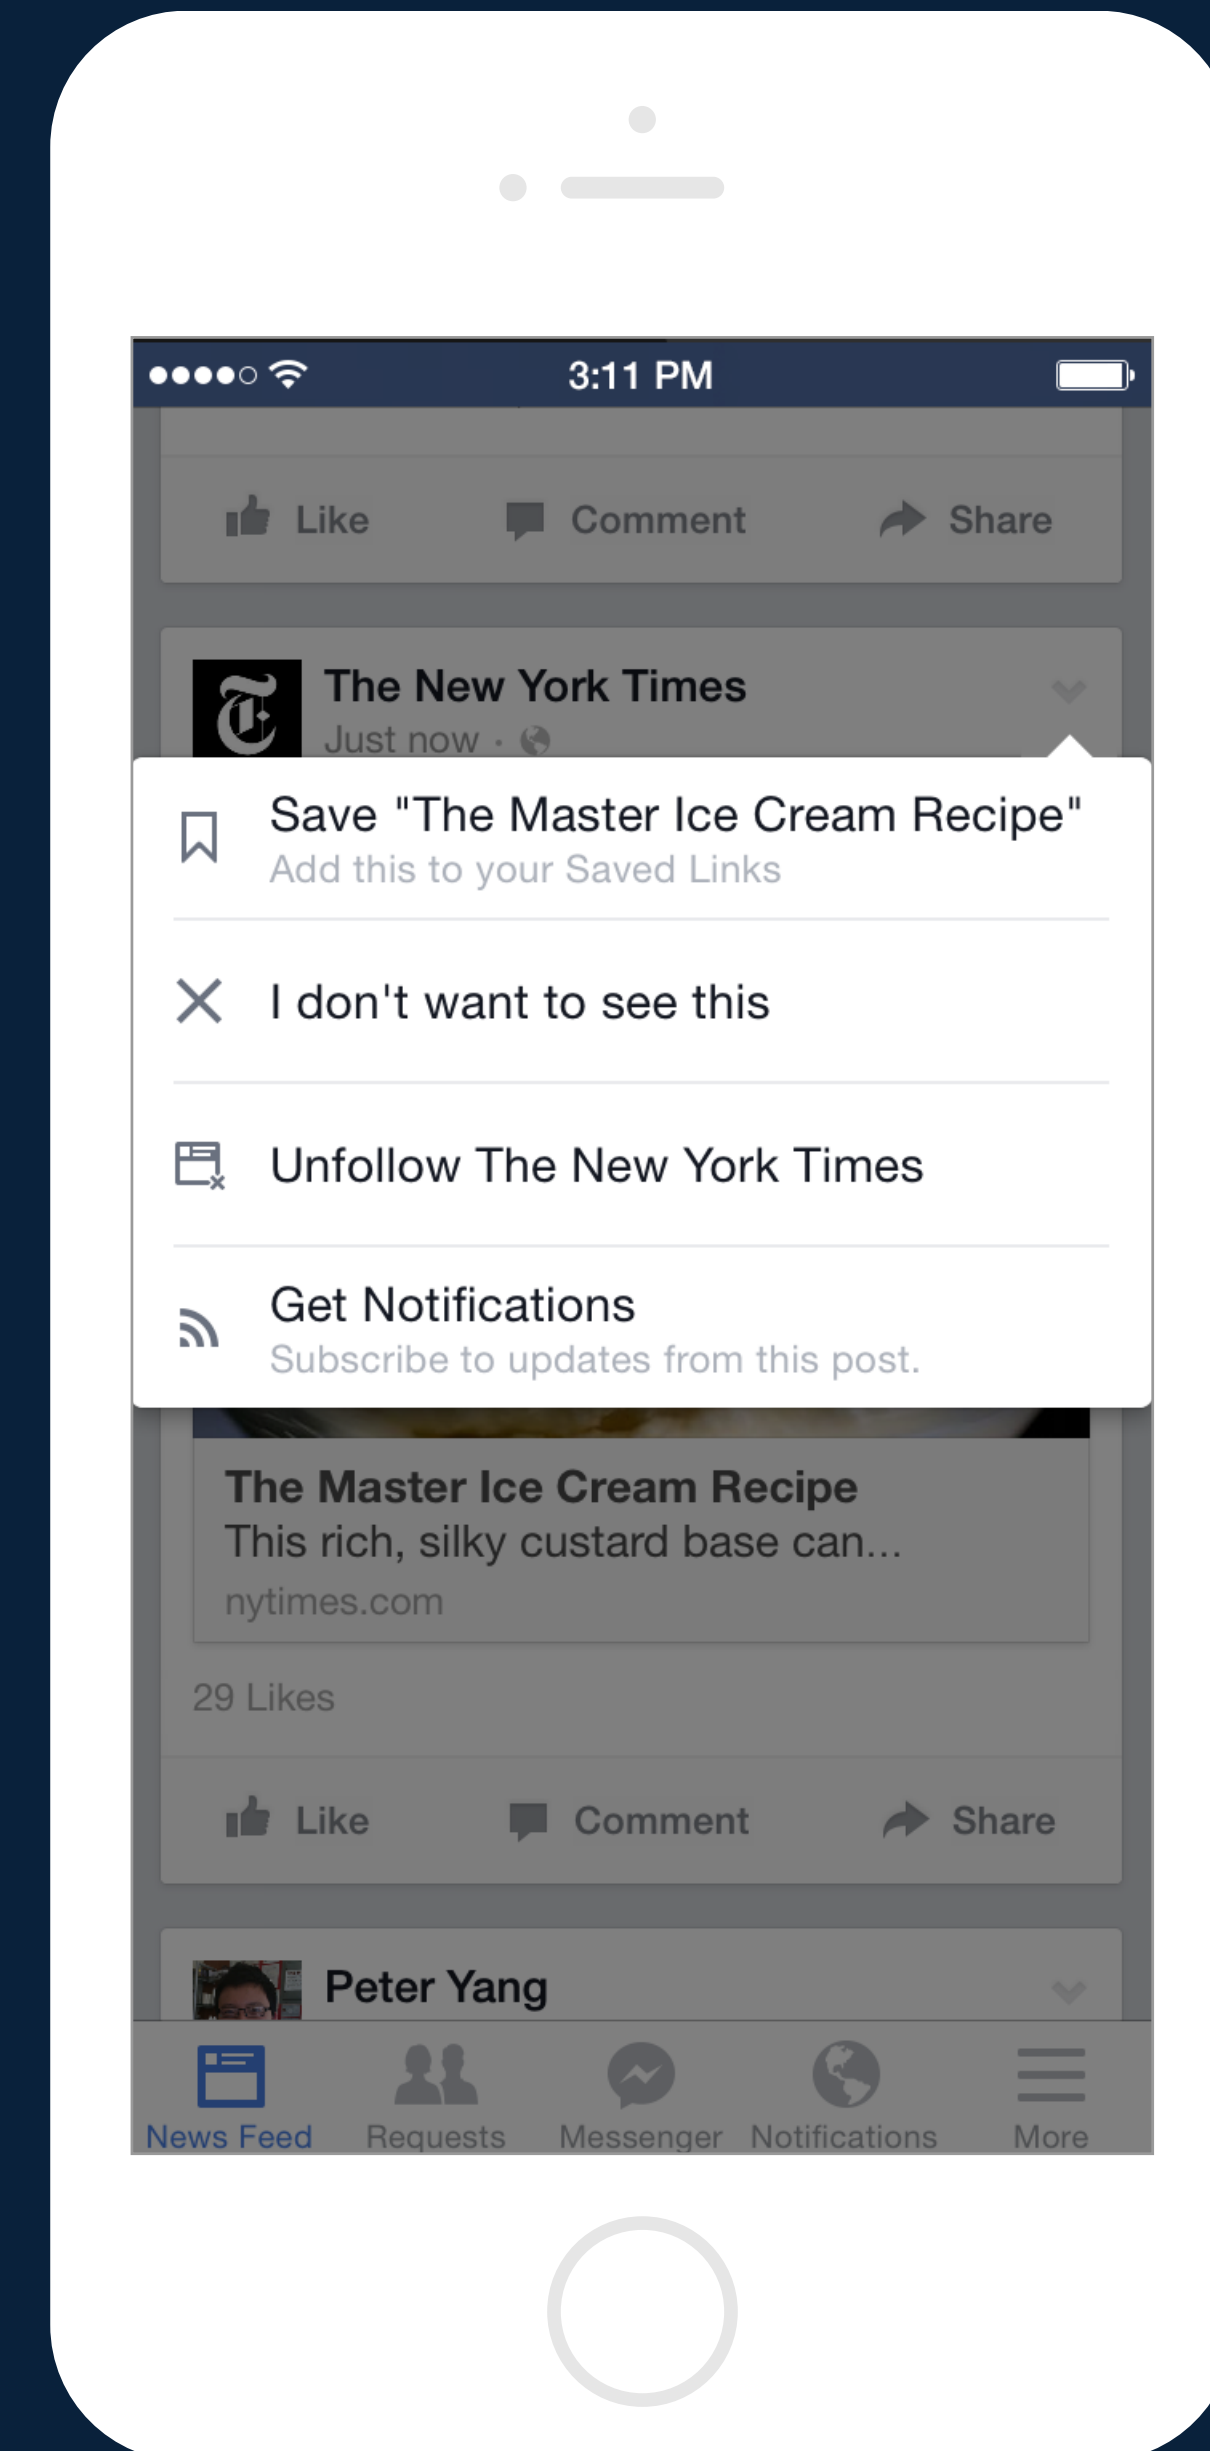 3:11 PM
Like Comment Share
The New York Times
Just now ·
Save "The Master Ice Cream Recipe"
Add this to your Saved Links
I don't want to see this
Unfollow The New York Times
Get Notifications
Subscribe to updates from this post.
The Master Ice Cream Recipe
This rich, silky custard base can...
nytimes.com
29 Likes
Like Comment Share
Peter Yang
News Feed Requests Messenger Notifications More